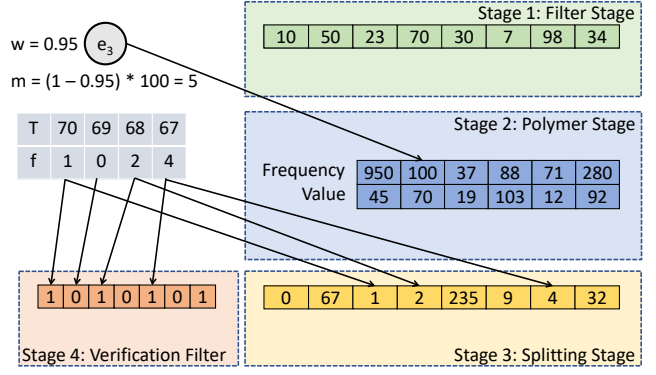 Stage 1: Filter Stage
10 50 23 70 30 7 98 34
w = 0.95 e3
m = (1 – 0.95) * 100 = 5
Stage 2: Polymer Stage
T 70 69 68 67
f 1 0 2 4
Frequency 950 100 37 88 71 280
Value 45 70 19 103 12 92
1 0 1 0 1 0 1
Stage 4: Verification Filter
0 67 1 2 235 9 4 32
Stage 3: Splitting Stage